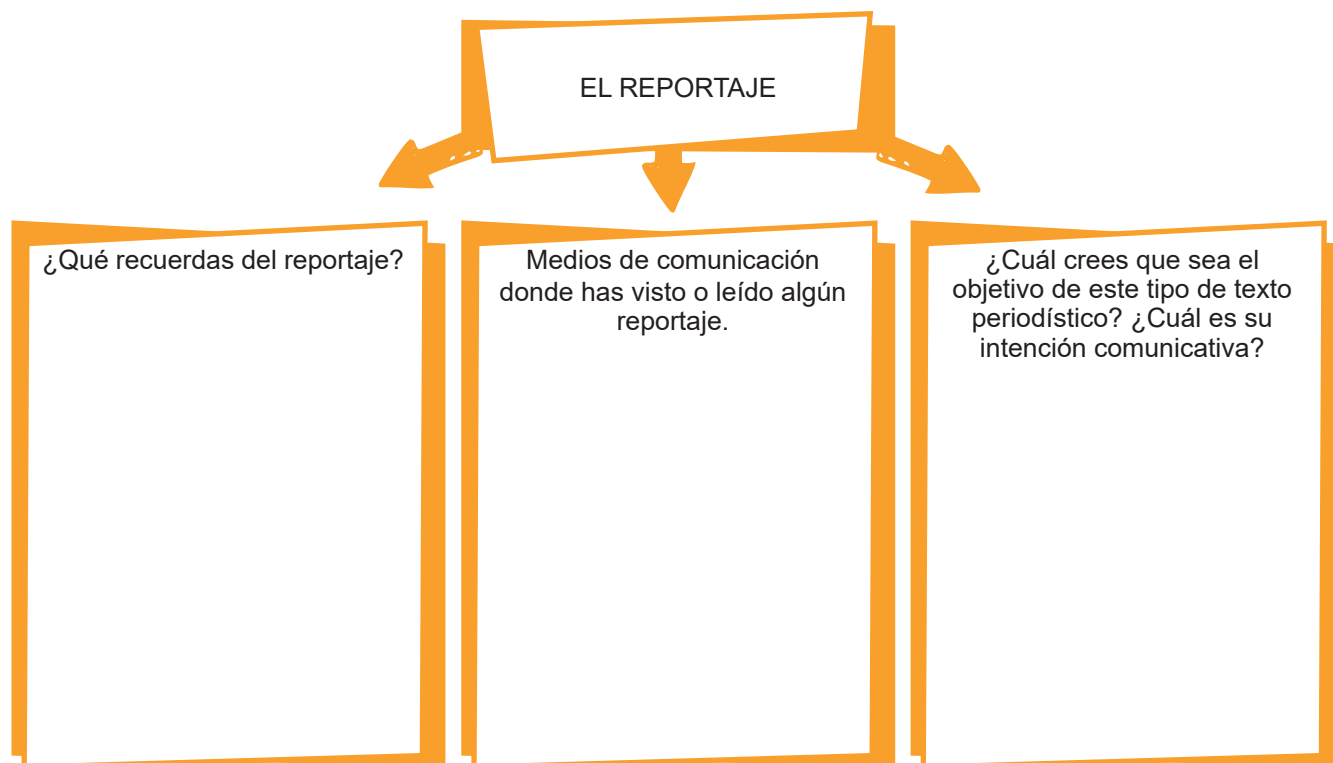 EL REPORTAJE
¿Qué recuerdas del reportaje?
Medios de comunicación
donde has visto o leído algún
reportaje.
¿Cuál crees que sea el
objetivo de este tipo de texto
periodístico? ¿Cuál es su
intención comunicativa?